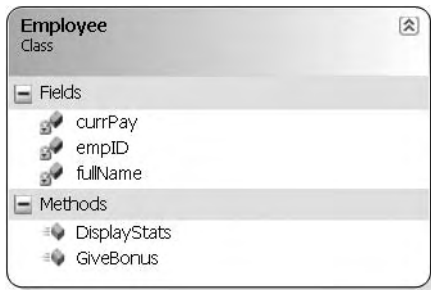 Employee
Class
Fields
currPay
empID
fullName
Methods
DisplayStats
GiveBonus